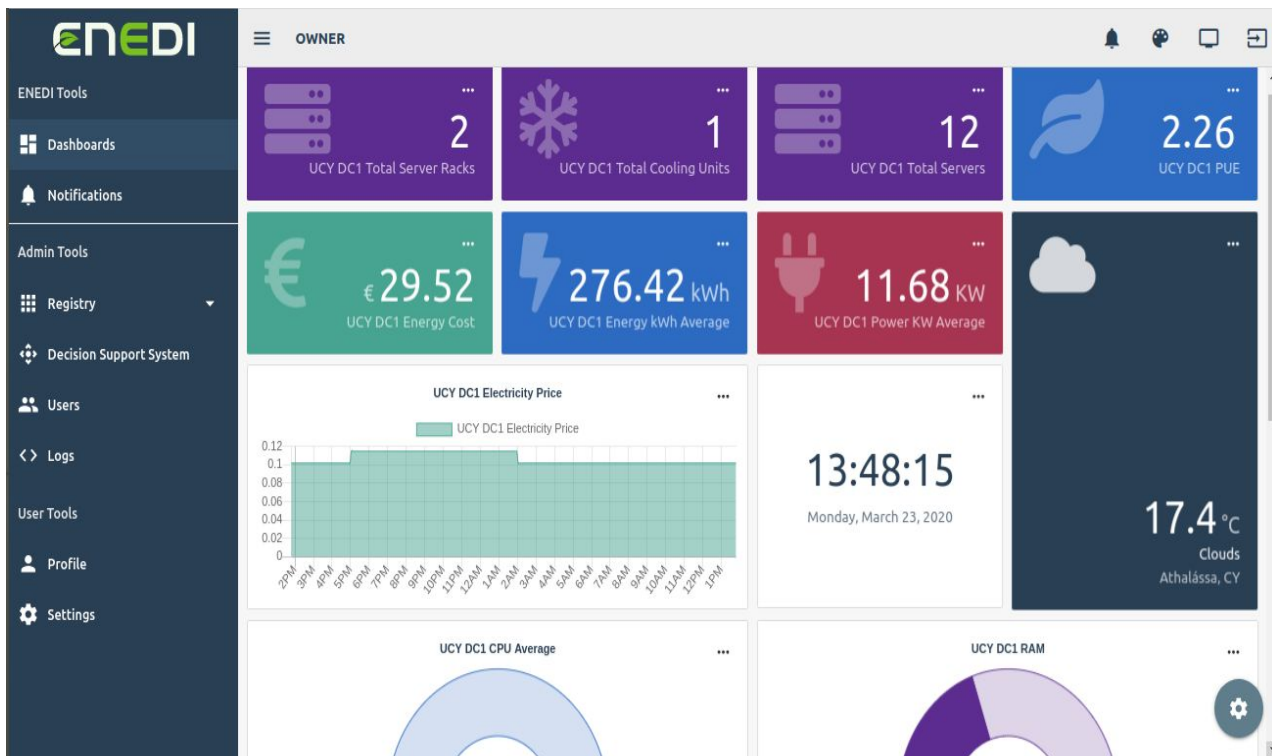 ENEDI
OWNER
ENEDI Tools
Dashboards
Notifications
Admin Tools
Registry
Decision Support System
Users
Logs
User Tools
Profile
Settings
...
2
UCY DC1 Total Server Racks
...
1
UCY DC1 Total Cooling Units
...
12
UCY DC1 Total Servers
...
2.26
UCY DC1 PUE
...
€
€ 29.52
UCY DC1 Energy Cost
...
276.42 kWh
UCY DC1 Energy kWh Average
...
11.68 KW
UCY DC1 Power KW Average
...
17.4 °C
Clouds
Athalássa, CY
UCY DC1 Electricity Price
...
UCY DC1 Electricity Price
0.12
0.1
0.08
0.06
0.04
0.02
0
2PM 3PM 4PM 5PM 6PM 7PM 8PM 9PM 10PM 11PM 12AM 1AM 2AM 3AM 4AM 5AM 6AM 7AM 8AM 9AM 10AM 11AM 12PM 1PM
...
13:48:15
Monday, March 23, 2020
UCY DC1 CPU Average
...
UCY DC1 RAM
...